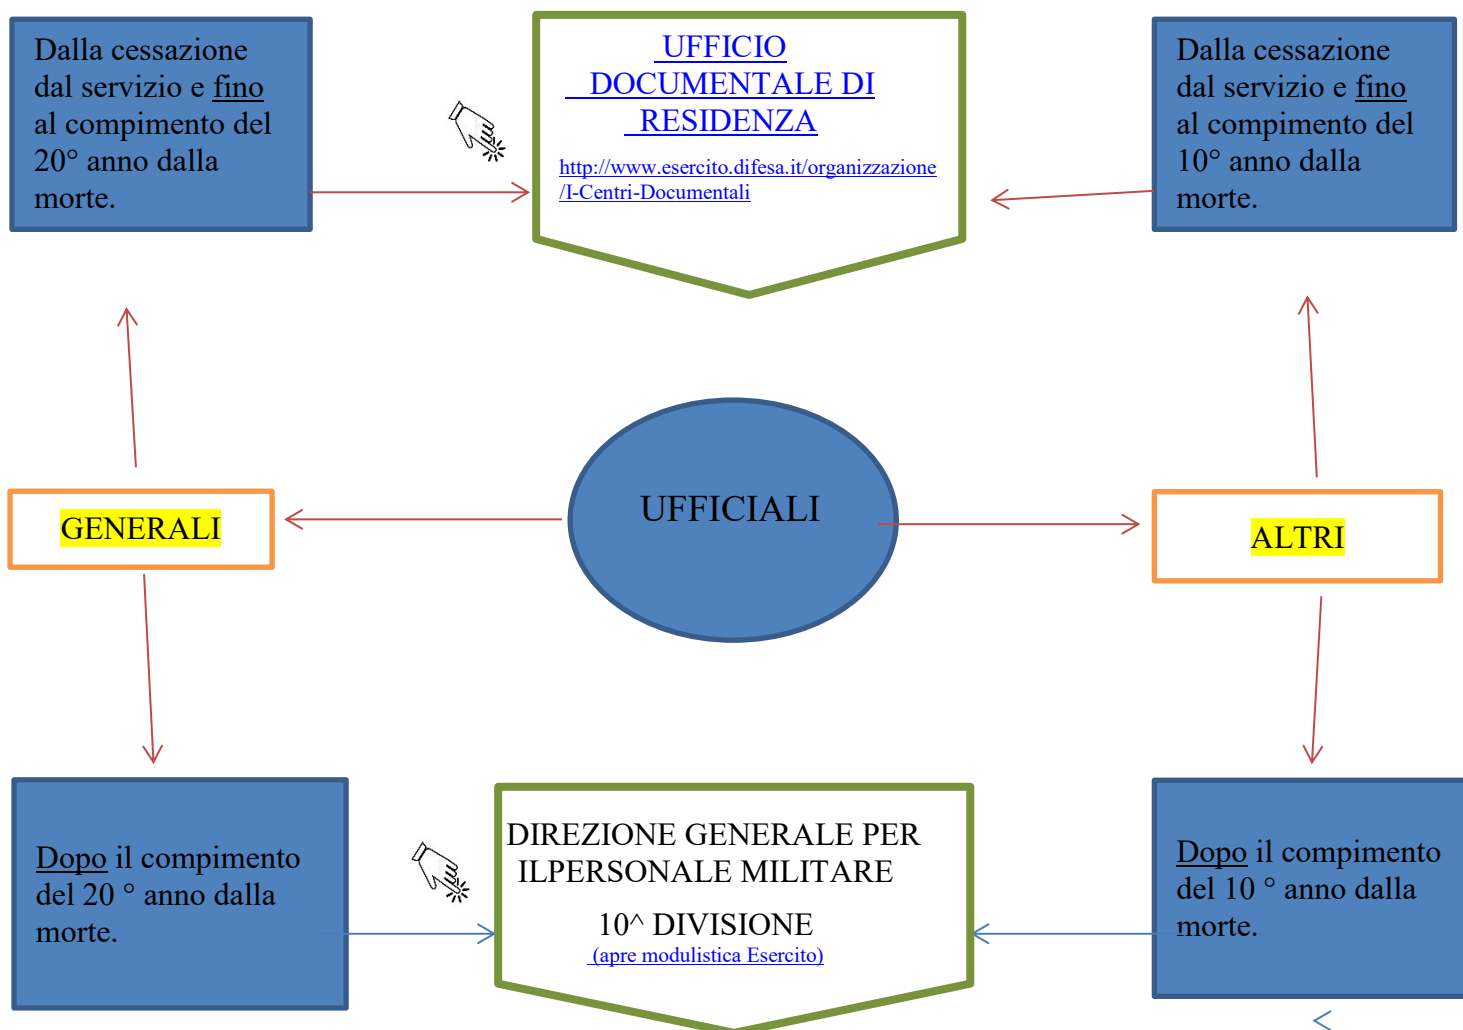 Dalla cessazione
dal servizio e fino
al compimento del
20° anno dalla
morte.
UFFICIO
DOCUMENTALE DI
RESIDENZA
http://www.esercito.difesa.it/organizzazione
/I-Centri-Documentali
Dalla cessazione
dal servizio e fino
al compimento del
10° anno dalla
morte.
GENERALI
UFFICIALI
ALTRI
Dopo il compimento
del 20 ° anno dalla
morte.
DIREZIONE GENERALE PER
ILPERSONALE MILITARE
10^ DIVISIONE
(apre modulistica Esercito)
Dopo il compimento
del 10 ° anno dalla
morte.